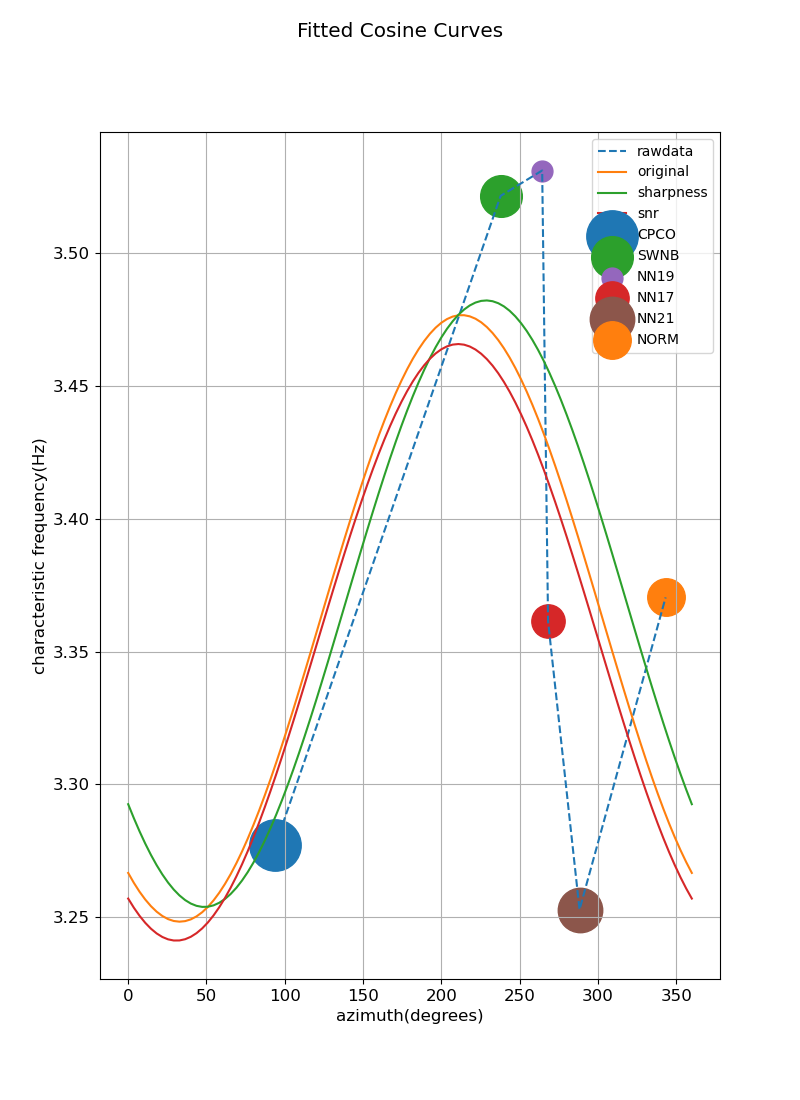 Fitted Cosine Curves
rawdata
original
sharpness
snr
CPCO
SWNB
NN19
NN17
NN21
NORM
3.50
3.45
3.40
3.35
3.30
3.25
characteristic frequency(Hz)
0 50 100 150 200 250 300 350
azimuth(degrees)